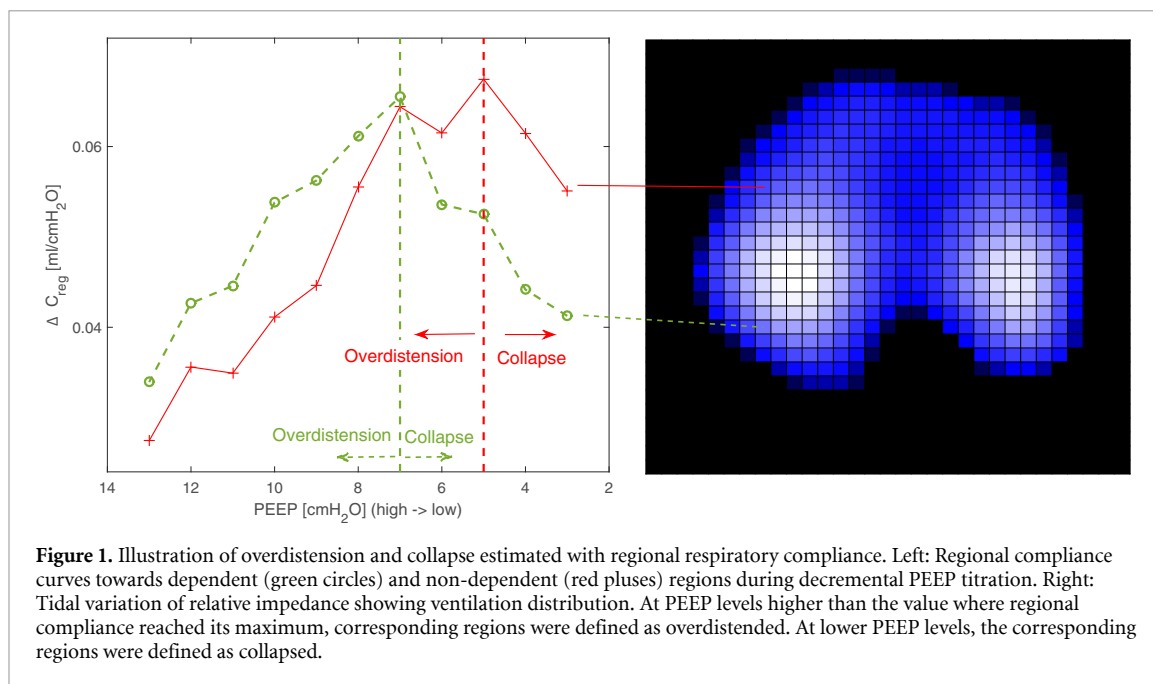 0.06
0.04
Δ C_reg [ml/cmH₂O]
Overdistension
Collapse
Overdistension
Collapse
14 12 10 8 6 4 2
PEEP [cmH₂O] (high -> low)
Figure 1. Illustration of overdistension and collapse estimated with regional respiratory compliance. Left: Regional compliance
curves towards dependent (green circles) and non-dependent (red pluses) regions during decremental PEEP titration. Right:
Tidal variation of relative impedance showing ventilation distribution. At PEEP levels higher than the value where regional
compliance reached its maximum, corresponding regions were defined as overdistended. At lower PEEP levels, the corresponding
regions were defined as collapsed.